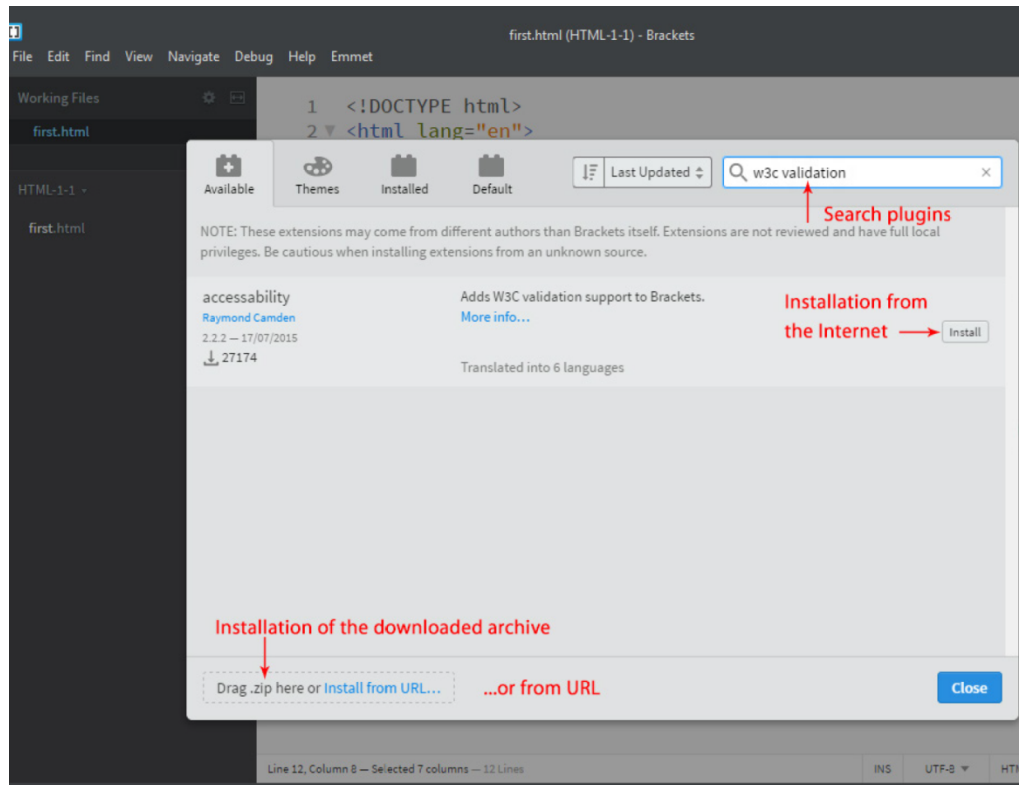 first.html (HTML-1-1) - Brackets
File Edit Find View Navigate Debug Help Emmet
Working Files
first.html
HTML-1-1
first.html
1 <!DOCTYPE html>
2 <html lang="en">
Available Themes Installed Default Last Updated w3c validation ×
Search plugins
NOTE: These extensions may come from different authors than Brackets itself. Extensions are not reviewed and have full local
privileges. Be cautious when installing extensions from an unknown source.
accessability
Raymond Camden
2.2.2 — 17/07/2015
27174
Adds W3C validation support to Brackets.
More info...
Translated into 6 languages
Installation from
the Internet
Install
Installation of the downloaded archive
Drag .zip here or Install from URL...
...or from URL
Close
Line 12, Column 8 — Selected 7 columns — 12 Lines
INS UTF-8